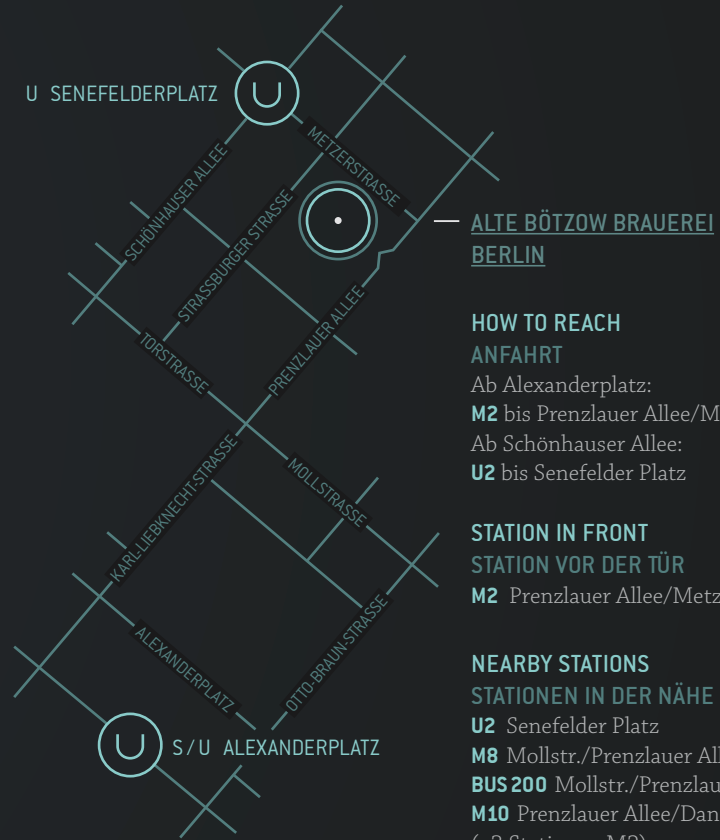 U SENEFELDERPLATZ
METZERSTRASSE
SCHÖNHAUSER ALLEE
STRASSBURGER STRASSE
TORSTRASSE
PRENZLAUER ALLEE
KARL-LIEBKNECHT-STRASSE
MOLLSTRASSE
ALEXANDERPLATZ
OTTO-BRAUN-STRASSE
S/U ALEXANDERPLATZ
ALTE BÖTZOW BRAUEREI
BERLIN
HOW TO REACH
ANFAHRT
Ab Alexanderplatz:
M2 bis Prenzlauer Allee/M
Ab Schönhauser Allee:
U2 bis Senefelder Platz
STATION IN FRONT
STATION VOR DER TÜR
M2 Prenzlauer Allee/Metz
NEARBY STATIONS
STATIONEN IN DER NÄHE
U2 Senefelder Platz
M8 Mollstr./Prenzlauer All
BUS 200 Mollstr./Prenzlau
M10 Prenzlauer Allee/Dan